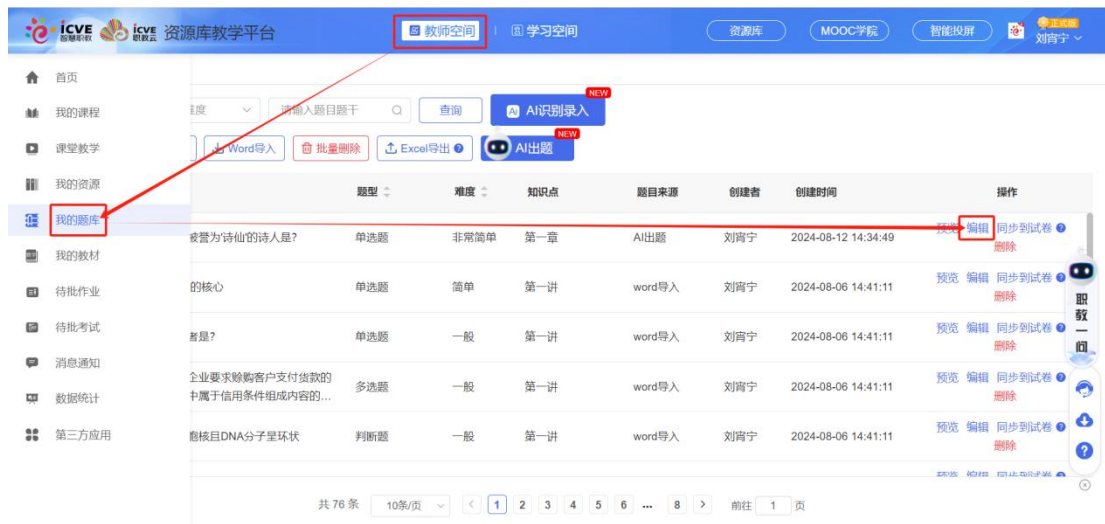 icve 智慧职教 icve 职教云 资源库教学平台 教师空间 学习空间 资源库 MOOC学院 智能投屏 正式版 刘宵宁
首页
我的课程
课堂教学
我的资源
我的题库
我的教材
待批作业
待批考试
消息通知
数据统计
第三方应用
请输入题目题干 查询 AI识别录入 NEW
Word导入 批量删除 Excel导出 AI出题 NEW
题型 难度 知识点 题目来源 创建者 创建时间 操作
被誉为'诗仙'的诗人是? 单选题 非常简单 第一章 AI出题 刘宵宁 2024-08-12 14:34:49 预览 编辑 同步到试卷
删除
的核心 单选题 简单 第一讲 word导入 刘宵宁 2024-08-06 14:41:11 预览 编辑 同步到试卷
删除
者是? 单选题 一般 第一讲 word导入 刘宵宁 2024-08-06 14:41:11 预览 编辑 同步到试卷
删除
企业要求赊购客户支付货款的
中属于信用条件组成内容的... 多选题 一般 第一讲 word导入 刘宵宁 2024-08-06 14:41:11 预览 编辑 同步到试卷
删除
胞核且DNA分子呈环状 判断题 一般 第一讲 word导入 刘宵宁 2024-08-06 14:41:11 预览 编辑 同步到试卷
删除
职教一问
共 76 条 10条/页 < 1 2 3 4 5 6 ... 8 > 前往 1 页